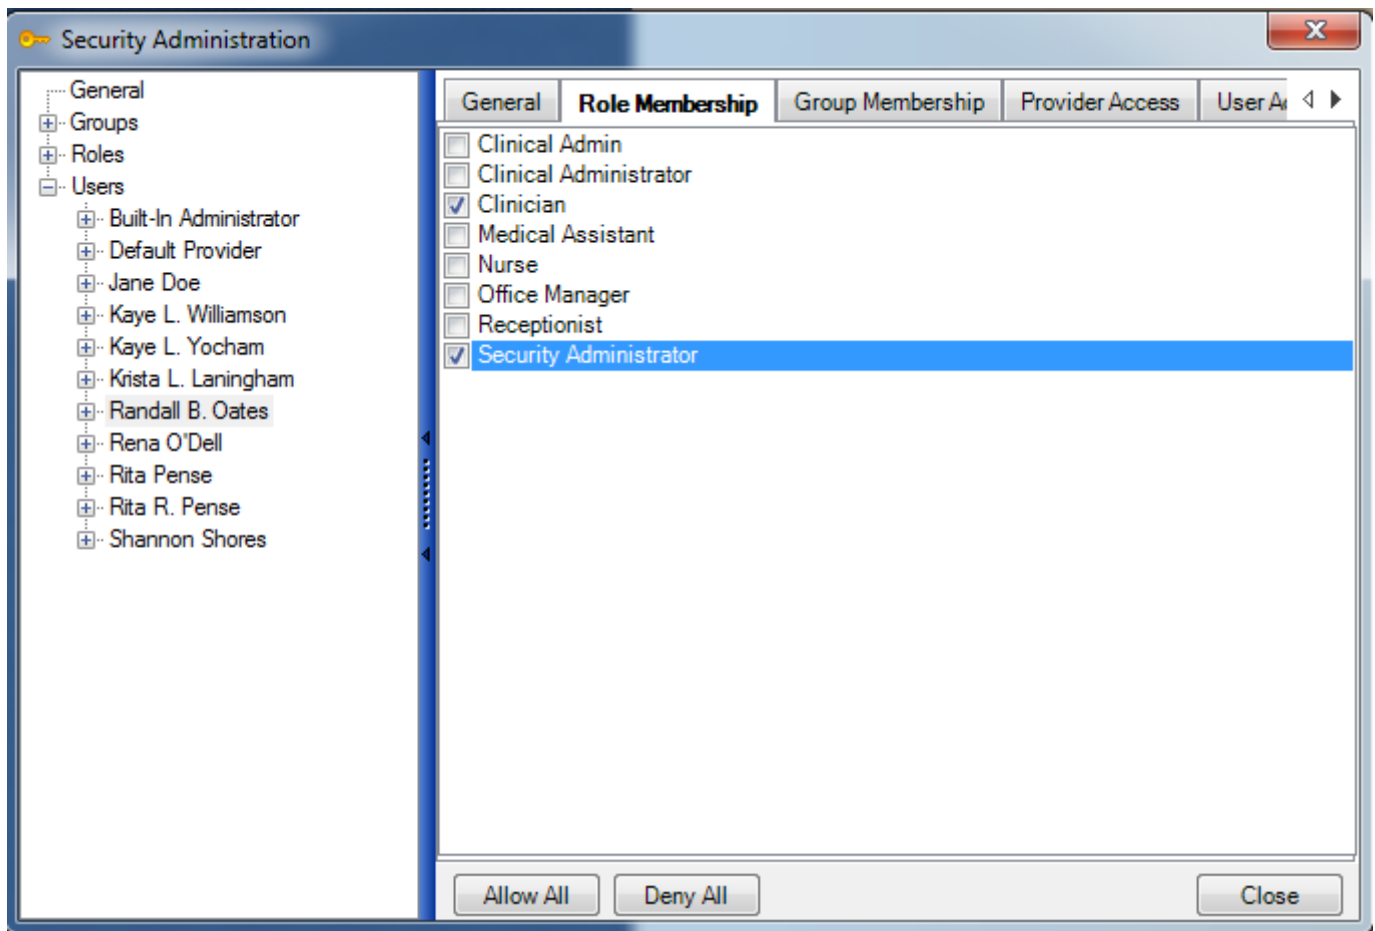 Security Administration
General
Groups
Roles
Users
Built-In Administrator
Default Provider
Jane Doe
Kaye L. Williamson
Kaye L. Yocham
Krista L. Laningham
Randall B. Oates
Rena O'Dell
Rita Pense
Rita R. Pense
Shannon Shores
General Role Membership Group Membership Provider Access User Ac
Clinical Admin
Clinical Administrator
Clinician
Medical Assistant
Nurse
Office Manager
Receptionist
Security Administrator
Allow All Deny All Close